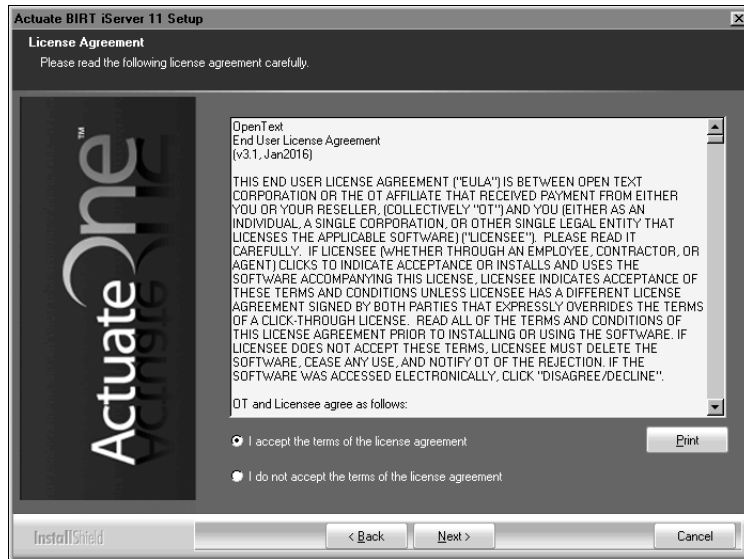 Actuate BIRT iServer 11 Setup
License Agreement
Please read the following license agreement carefully.
ActuateOne™
OpenText
End User License Agreement
(v3.1, Jan2016)
THIS END USER LICENSE AGREEMENT ("EULA") IS BETWEEN OPEN TEXT
CORPORATION OR THE OT AFFILIATE THAT RECEIVED PAYMENT FROM EITHER
YOU OR YOUR RESELLER, (COLLECTIVELY "OT") AND YOU (EITHER AS AN
INDIVIDUAL, A SINGLE CORPORATION, OR OTHER SINGLE LEGAL ENTITY THAT
LICENSES THE APPLICABLE SOFTWARE) ("LICENSEE"). PLEASE READ IT
CAREFULLY. IF LICENSEE (WHETHER THROUGH AN EMPLOYEE, CONTRACTOR, OR
AGENT) CLICKS TO INDICATE ACCEPTANCE OR INSTALLS AND USES THE
SOFTWARE ACCOMPANYING THIS LICENSE, LICENSEE INDICATES ACCEPTANCE OF
THESE TERMS AND CONDITIONS UNLESS LICENSEE HAS A DIFFERENT LICENSE
AGREEMENT SIGNED BY BOTH PARTIES THAT EXPRESSLY OVERRIDES THE TERMS
OF A CLICK-THROUGH LICENSE. READ ALL OF THE TERMS AND CONDITIONS OF
THIS LICENSE AGREEMENT PRIOR TO INSTALLING OR USING THE SOFTWARE. IF
LICENSEE DOES NOT ACCEPT THESE TERMS, LICENSEE MUST DELETE THE
SOFTWARE, CEASE ANY USE, AND NOTIFY OT OF THE REJECTION. IF THE
SOFTWARE WAS ACCESSED ELECTRONICALLY, CLICK "DISAGREE/DECLINE".
OT and Licensee agree as follows:
I accept the terms of the license agreement
Print
I do not accept the terms of the license agreement
InstallShield
< Back
Next >
Cancel